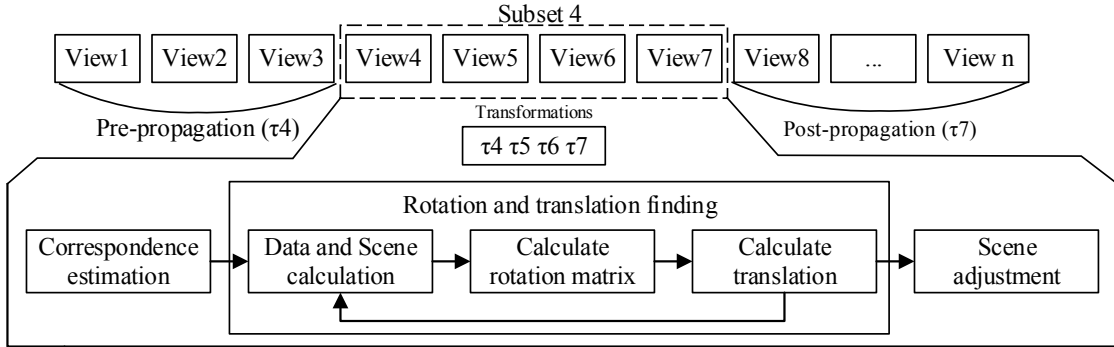 Subset 4
View1 View2 View3 View4 View5 View6 View7 View8 ... View n
Pre-propagation (τ4)
Transformations
τ4 τ5 τ6 τ7
Post-propagation (τ7)
Rotation and translation finding
Correspondence
estimation
Data and Scene
calculation
Calculate
rotation matrix
Calculate
translation
Scene
adjustment